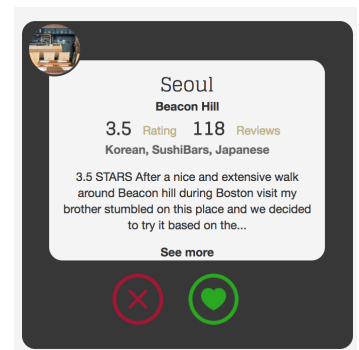 Seoul
Beacon Hill
3.5 Rating 118 Reviews
Korean, SushiBars, Japanese
3.5 STARS After a nice and extensive walk
around Beacon hill during Boston visit my
brother stumbled on this place and we decided
to try it based on the...
See more